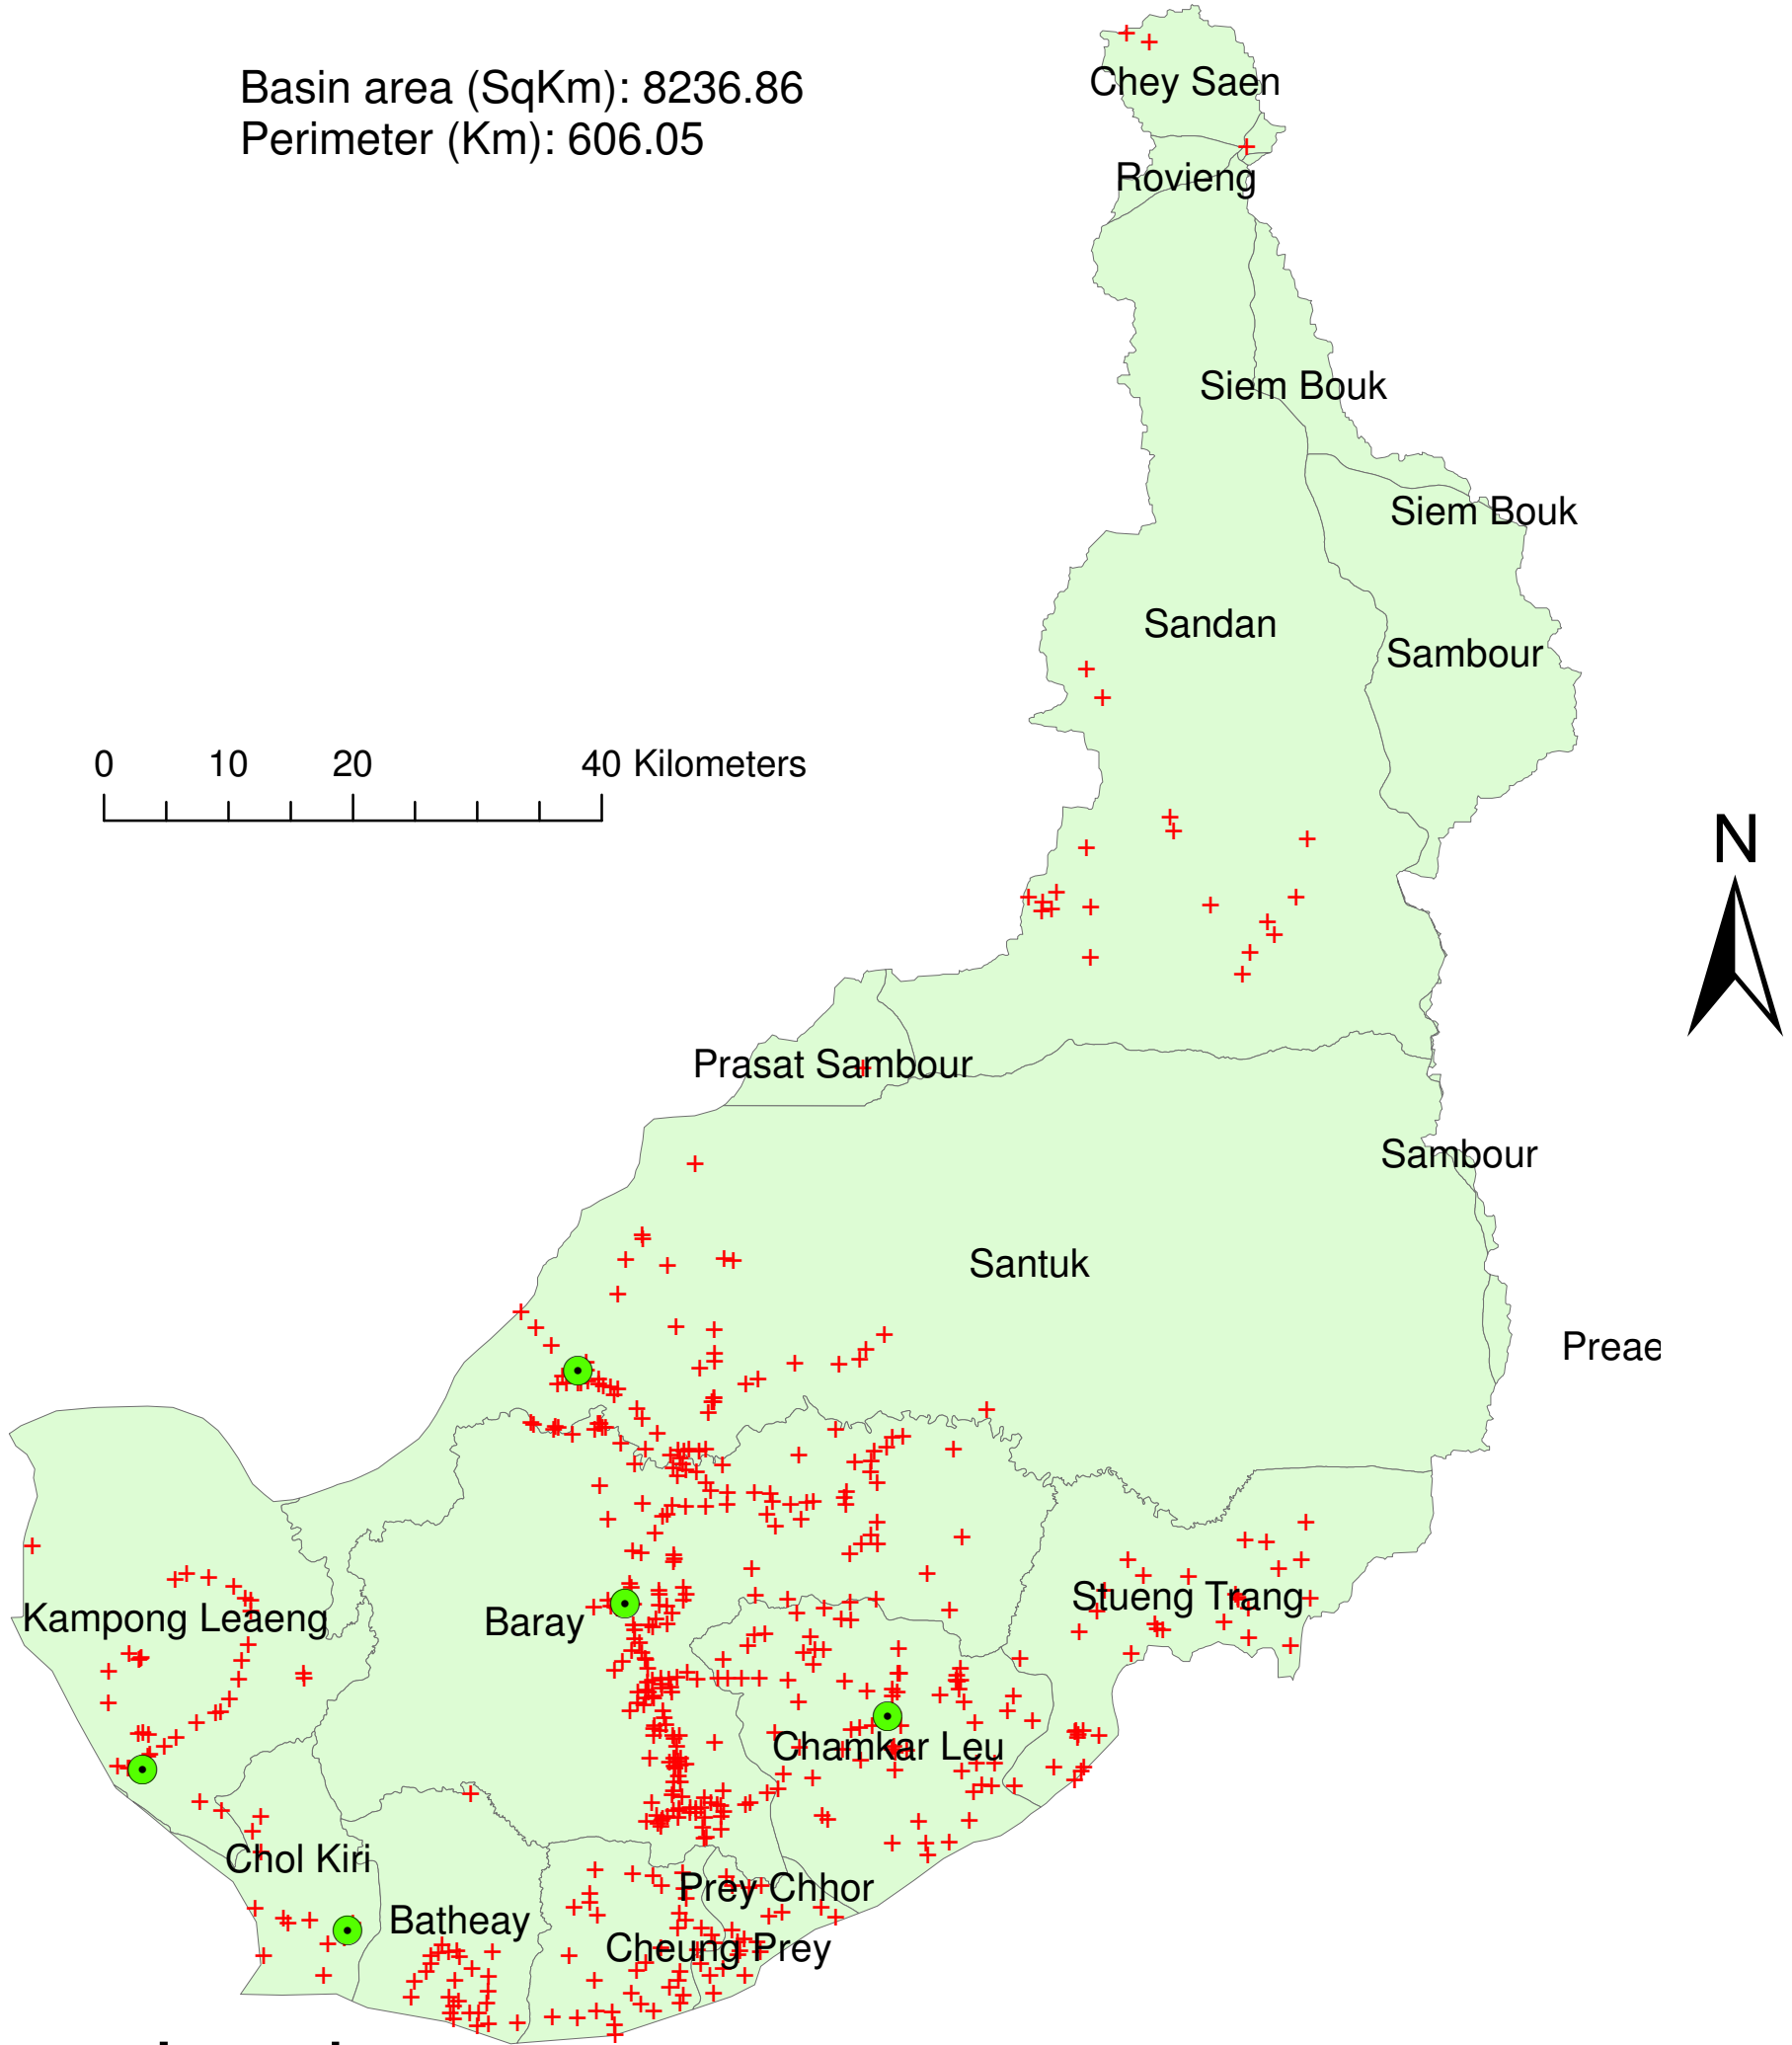 Basin area (SqKm): 8236.86
Perimeter (Km): 606.05
Chey Saen
Rovieng
Siem Bouk
Siem Bouk
Sandan
Sambour
0 10 20 40 Kilometers
N
Prasat Sambour
Sambour
Santuk
Preae
Stueng Trang
Kampong Leaeng
Baray
Chamkar Leu
Chol Kiri
Prey Chhor
Batheay
Cheung Prey